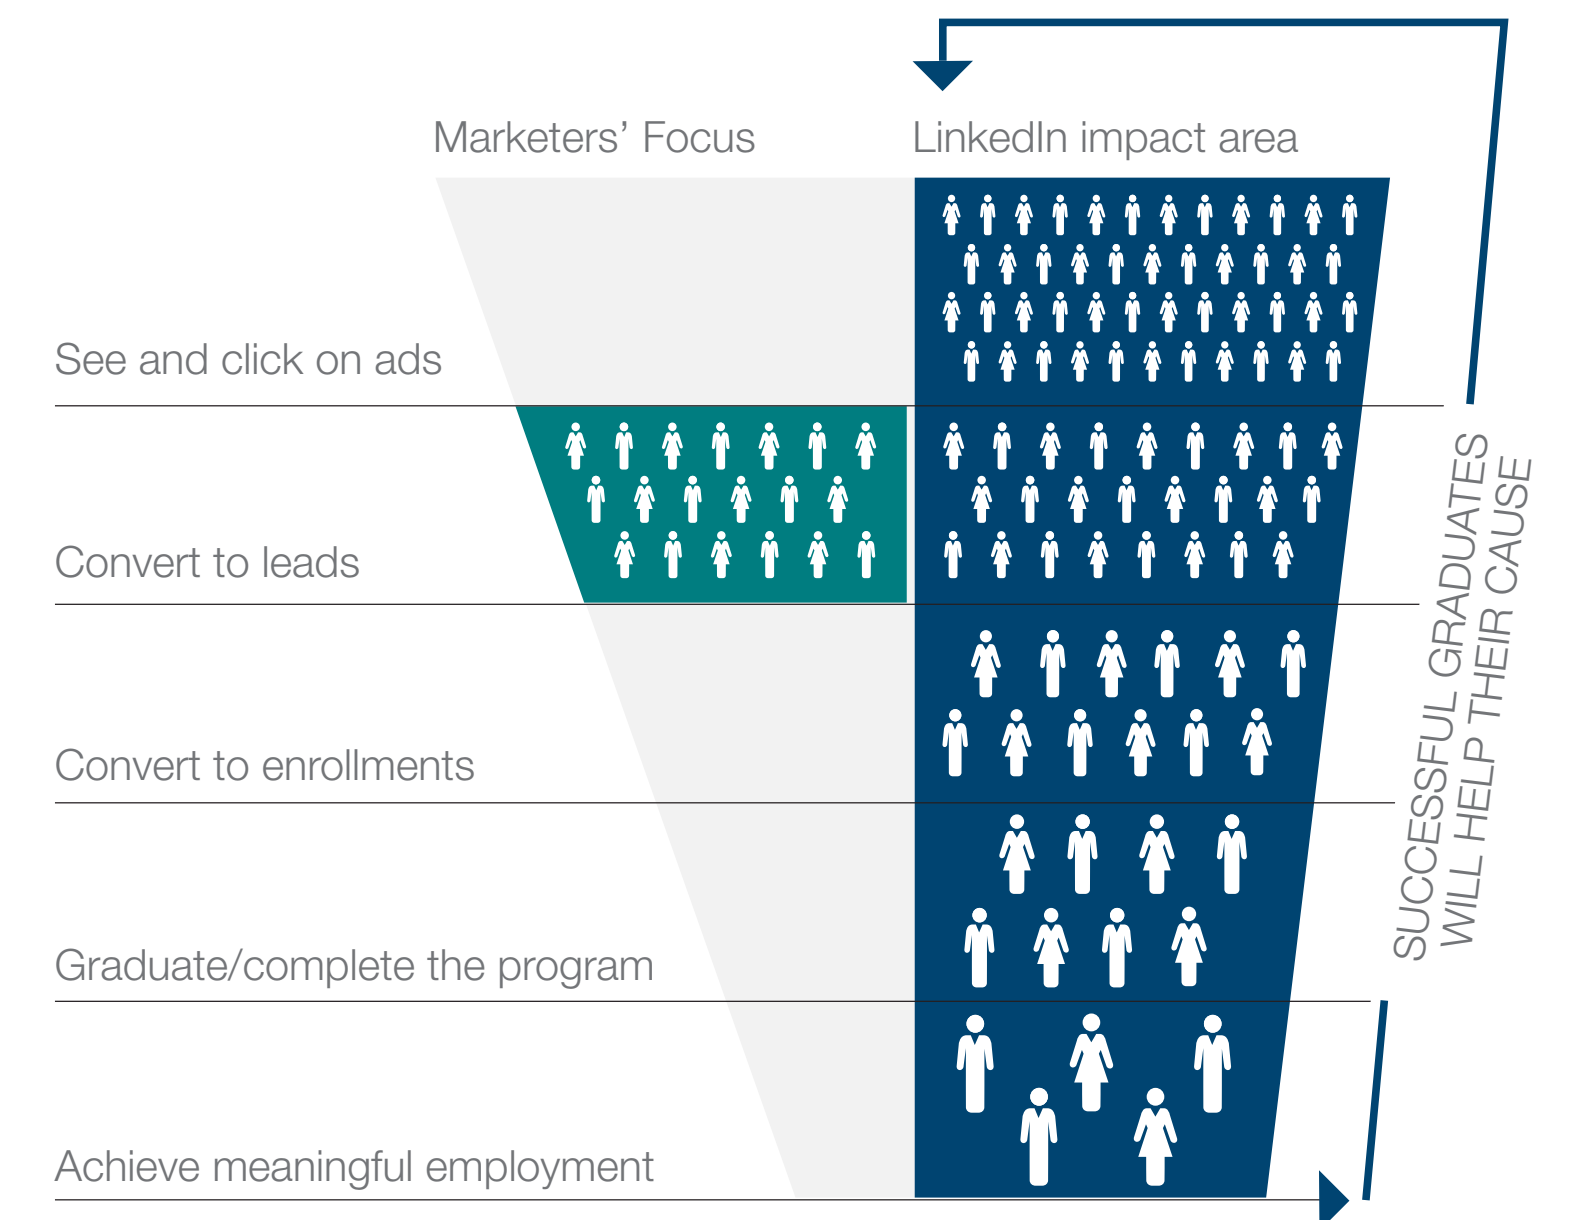 Marketers’ Focus
LinkedIn impact area
See and click on ads
Convert to leads
Convert to enrollments
Graduate/complete the program
Achieve meaningful employment
SUCCESSFUL GRADUATES
WILL HELP THEIR CAUSE